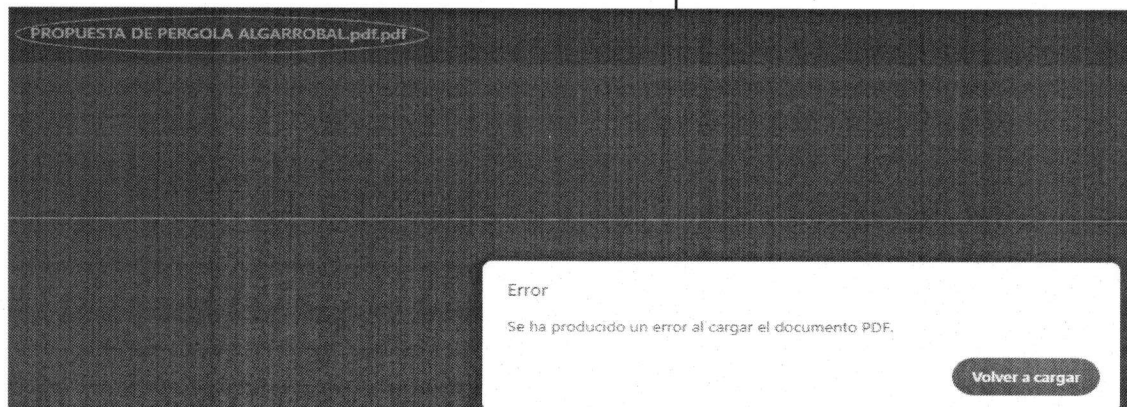 PROPUESTA DE PERGOLA ALGARROBAL.pdf.pdf
Error
Se ha producido un error al cargar el documento PDF.
Volver a cargar